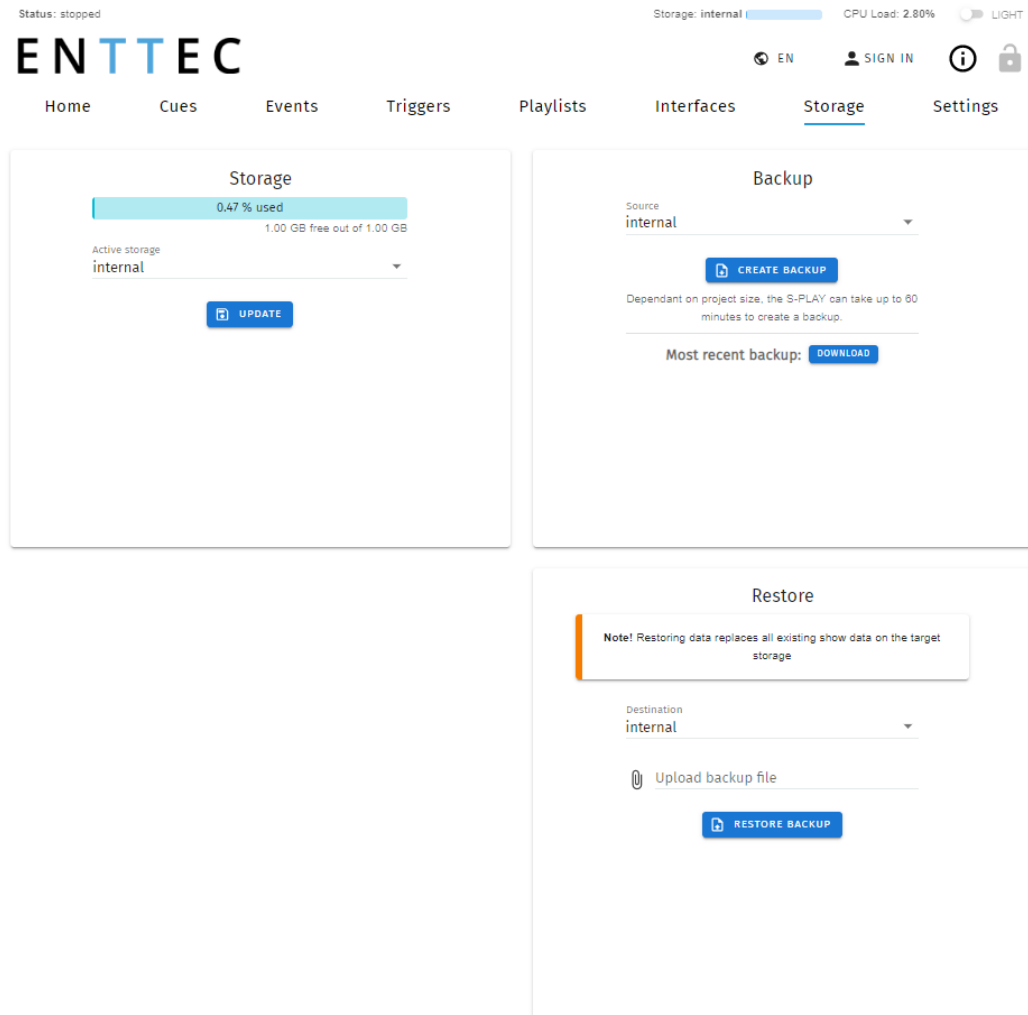 Status: stopped
Storage: internal
CPU Load: 2.80%
LIGHT
ENTTEC
EN
SIGN IN
Home
Cues
Events
Triggers
Playlists
Interfaces
Storage
Settings
Storage
0.47 % used
1.00 GB free out of 1.00 GB
Active storage
internal
UPDATE
Backup
Source
internal
CREATE BACKUP
Dependant on project size, the S-PLAY can take up to 60
minutes to create a backup.
Most recent backup: DOWNLOAD
Restore
Note! Restoring data replaces all existing show data on the target
storage
Destination
internal
Upload backup file
RESTORE BACKUP